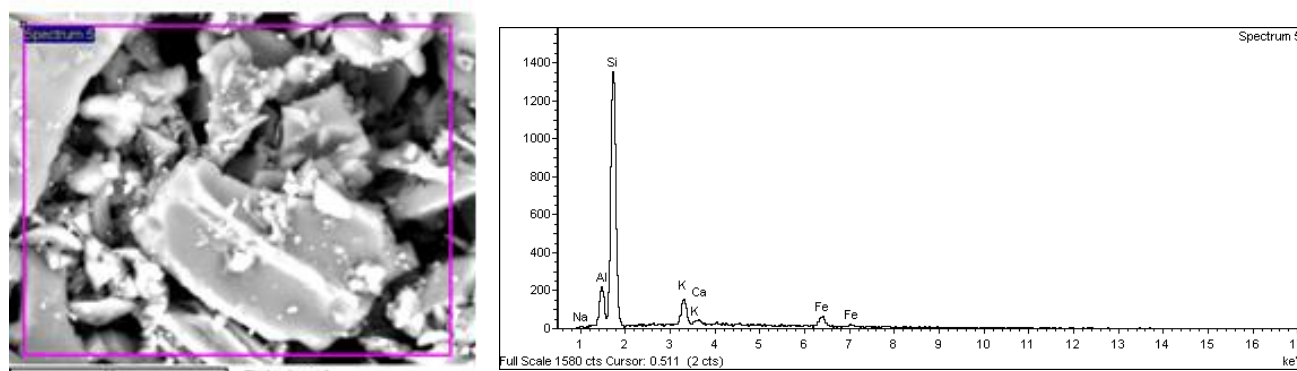 Spectrum 5
Spectrum 5
1400
1200
1000
800
600
400
200
0
Si
Al
Na
K
Ca
K
Fe
Fe
1 2 3 4 5 6 7 8 9 10 11 12 13 14 15 16 17
Full Scale 1580 cts Cursor: 0.511 (2 cts)
keV